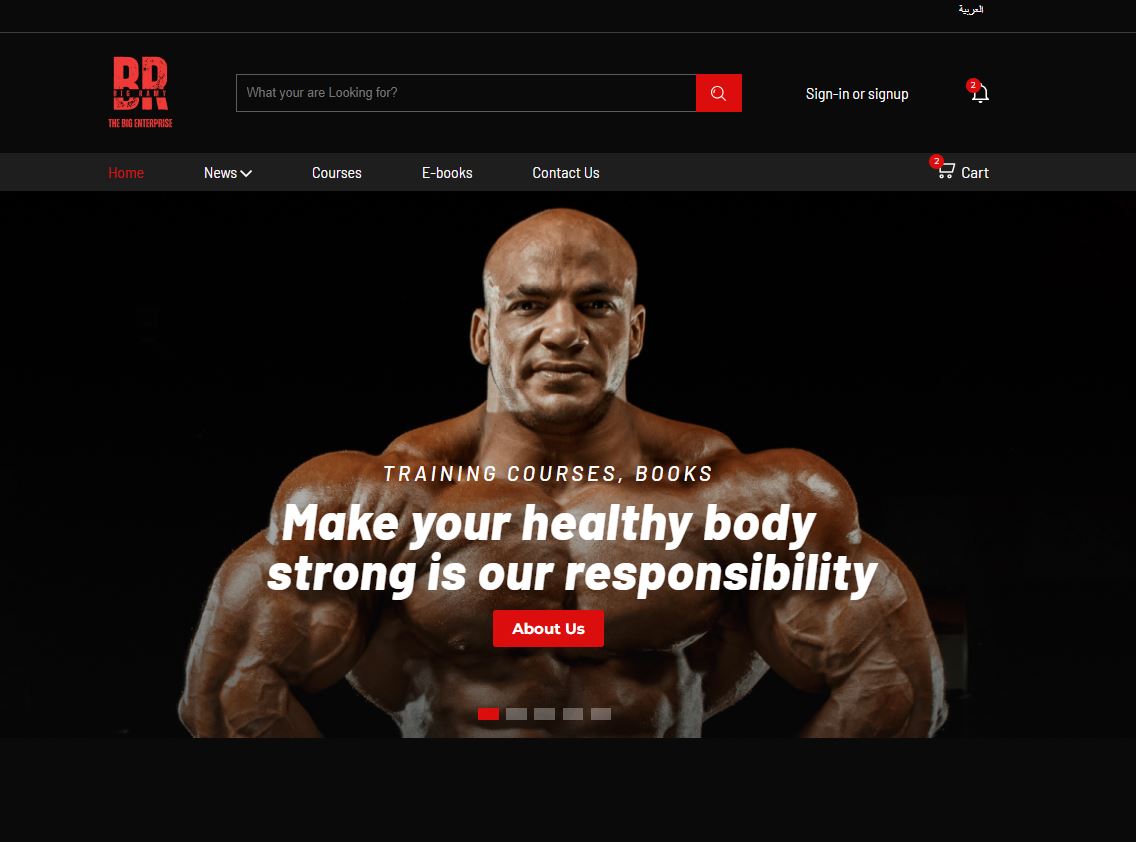 العربية
BR
BIG RAMY
THE BIG ENTERPRISE
What your are Looking for?
Sign-in or signup
2
Home
News
Courses
E-books
Contact Us
2
Cart
TRAINING COURSES, BOOKS
Make your healthy body
strong is our responsibility
About Us